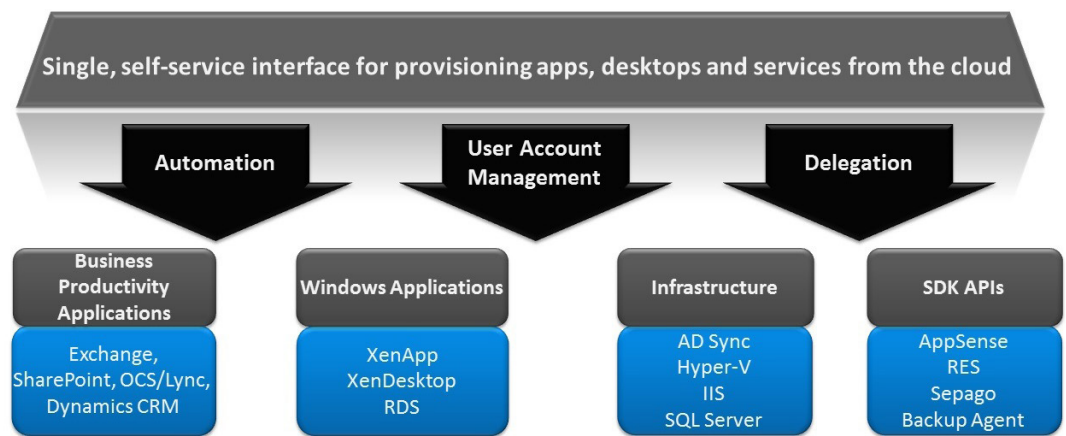 Single, self-service interface for provisioning apps, desktops and services from the cloud
Automation
User Account
Management
Delegation
Business
Productivity
Applications
Exchange,
SharePoint, OCS/Lync,
Dynamics CRM
Windows Applications
XenApp
XenDesktop
RDS
Infrastructure
AD Sync
Hyper-V
IIS
SQL Server
SDK APIs
AppSense
RES
Sepago
Backup Agent